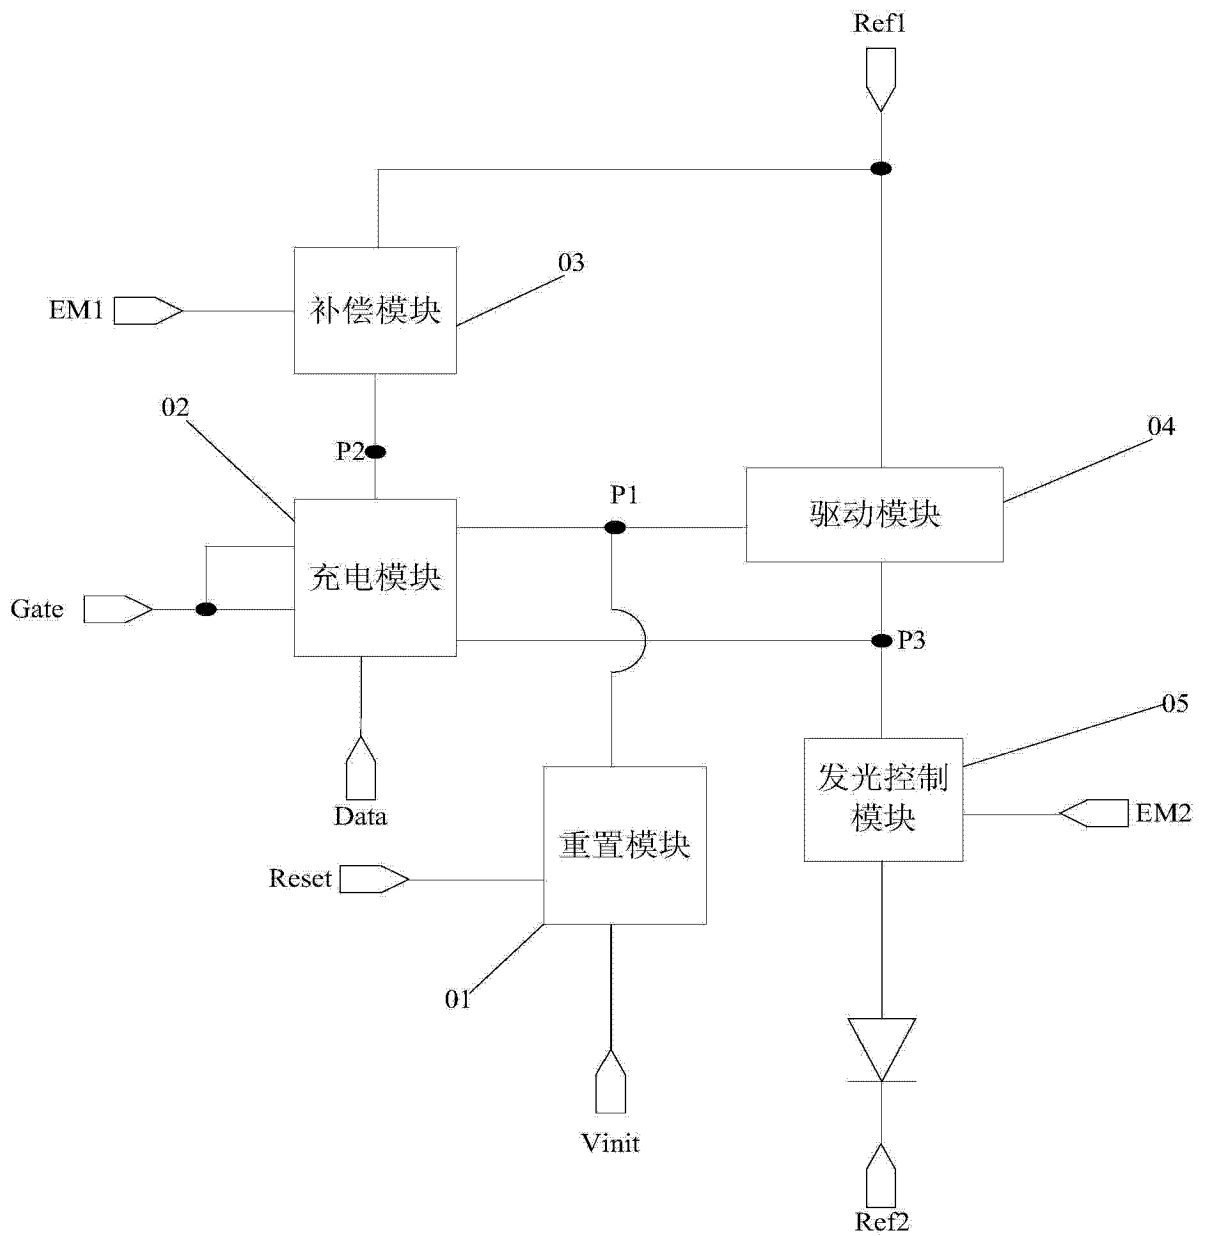 Ref1
03
EM1
补偿模块
02
04
P2
P1
驱动模块
充电模块
Gate
P3
05
发光控制
模块
EM2
Data
重置模块
Reset
01
Vinit
Ref2